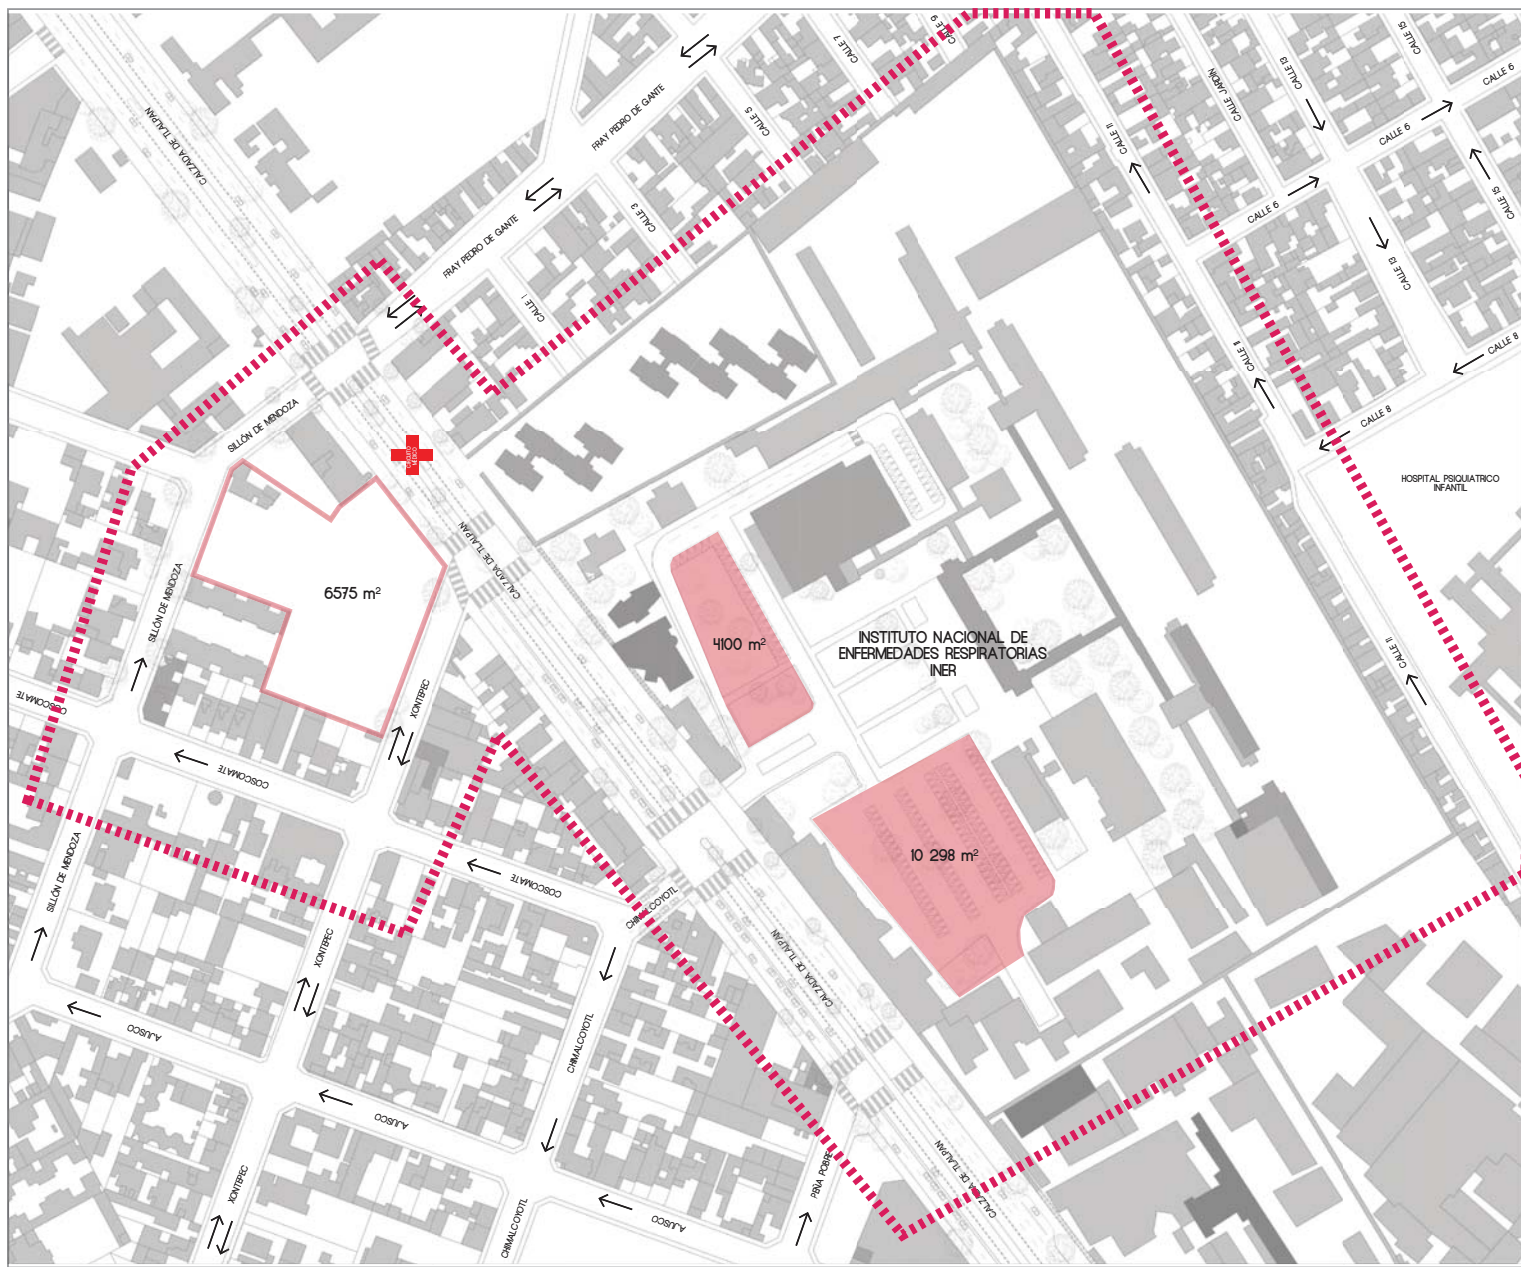 CALLE 9
CALLE 7
CALLE 15
CALLE 13
CALLE JARDÍN
CALLE 6
CALZADA DE TLALPAN
FRAY PEDRO DE GANTE
CALLE 5
CALLE 11
CALLE 6
CALLE 15
CALLE 3
CALLE 6
FRAY PEDRO DE GANTE
CALLE 13
CALLE 1
CALLE 11
CALLE 8
SILLÓN DE MENDOZA
CALLE 8
CIRCUITO
MÉDICO
HOSPITAL PSIQUIATRICO
INFANTIL
CALZADA DE TLALPAN
SILLÓN DE MENDOZA
6575 m²
4100 m²
INSTITUTO NACIONAL DE
ENFERMEDADES RESPIRATORIAS
INER
CALLE 11
COSCOMATE
XONTEPEC
COSCOMATE
10 298 m²
SILLÓN DE MENDOZA
COSCOMATE
CHIMALCOYOTL
XONTEPEC
CALZADA DE TLALPAN
AJUSCO
CHIMALCOYOTL
AJUSCO
CALZADA DE TLALPAN
PEÑA POBRE
XONTEPEC
CHIMALCOYOTL
AJUSCO